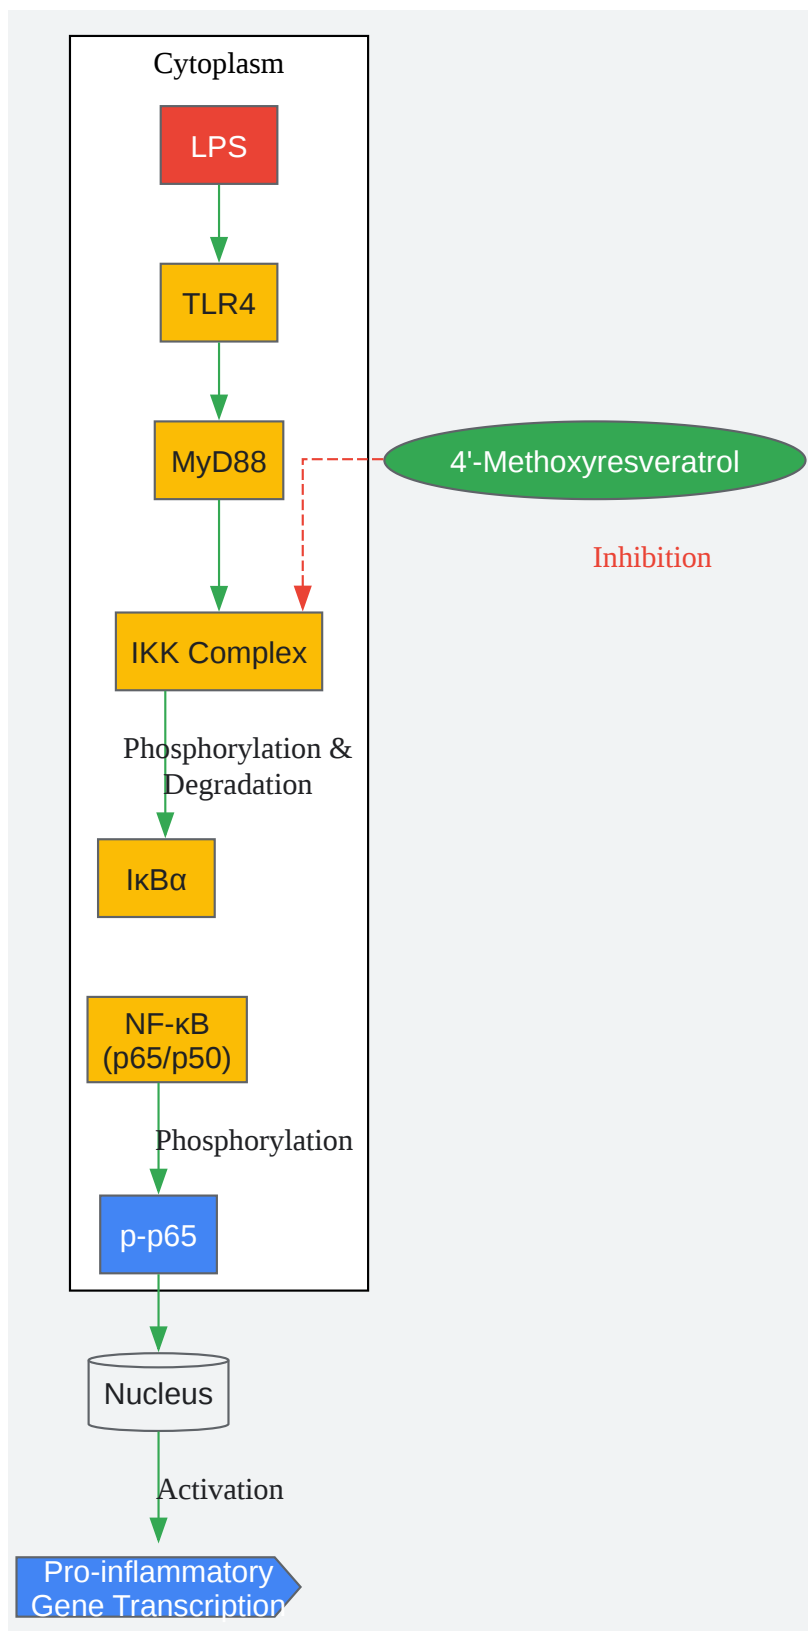 Cytoplasm
LPS
TLR4
MyD88
4'-Methoxyresveratrol
Inhibition
IKK Complex
Phosphorylation &
Degradation
IκBα
NF-κB
(p65/p50)
Phosphorylation
p-p65
Nucleus
Activation
Pro-inflammatory
Gene Transcription